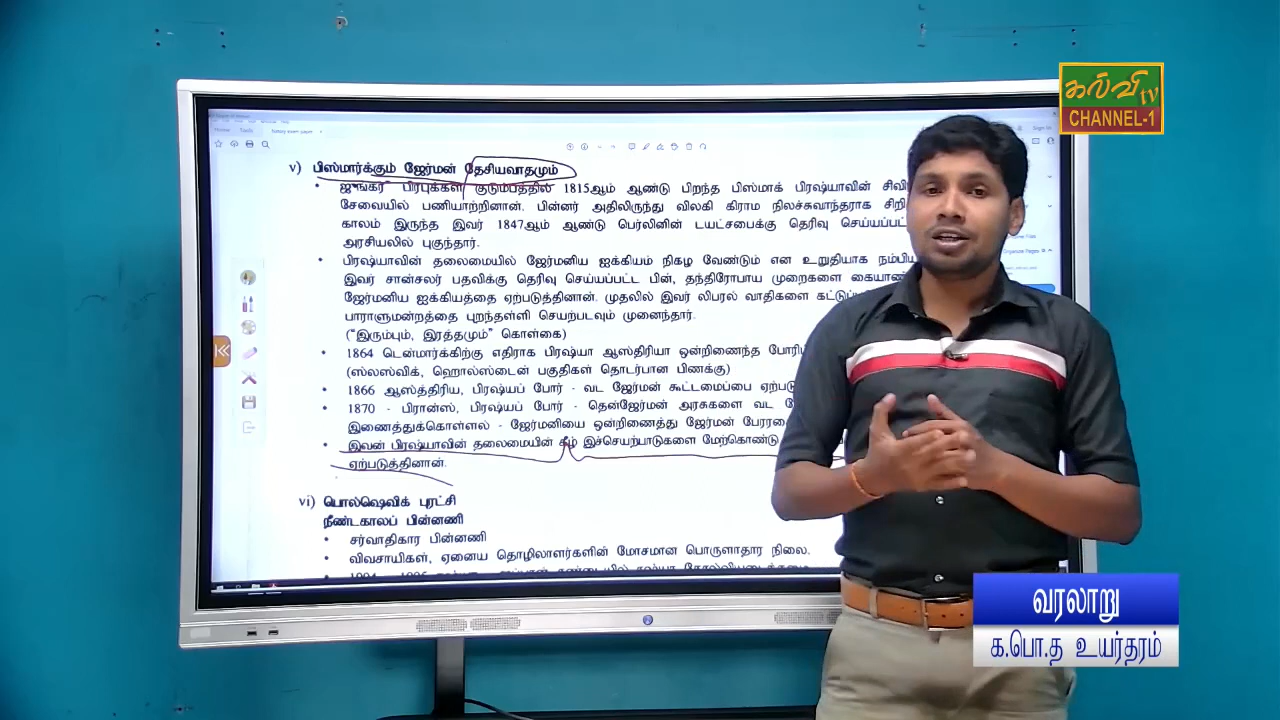 கல்வி TV
CHANNEL-1
v) பிஸ்மார்க்கும் ஜேர்மன் தேசியவாதமும்
• ஜங்கர் பிரபுக்கள் குடும்பத்தில் 1815ஆம் ஆண்டு பிறந்த பிஸ்மாக் பிரஷ்யாவின் சிவி
சேவையில் பணியாற்றினான். பின்னர் அதிலிருந்து விலகி கிராம நிலச்சுவாந்தராக சிறி
காலம் இருந்த இவர் 1847ஆம் ஆண்டு பெர்லினின் டயட்சபைக்கு தெரிவு செய்யப்பட்
அரசியலில் புகுந்தார்.
• பிரஷ்யாவின் தலைமையில் ஜேர்மனிய ஐக்கியம் நிகழ வேண்டும் என உறுதியாக நம்பிய
இவர் சான்சலர் பதவிக்கு தெரிவு செய்யப்பட்ட பின், தந்திரோபாய முறைகளை கையாண்
ஜேர்மனிய ஐக்கியத்தை ஏற்படுத்தினான். முதலில் இவர் லிபரல் வாதிகளை கட்டுப்
பாராளுமன்றத்தை புறந்தள்ளி செயற்படவும் முனைந்தார்.
("இரும்பும், இரத்தமும்" கொள்கை)
• 1864 டென்மார்க்கிற்கு எதிராக பிரஷ்யா ஆஸ்திரியா ஒன்றிணைந்த போரி
(ஸ்லஸ்விக், ஹொல்ஸ்டைன் பகுதிகள் தொடர்பான பிணக்கு)
• 1866 ஆஸ்த்திரிய, பிரஷ்யப் போர் - வட ஜேர்மன் கூட்டமைப்பை ஏற்படு
• 1870 - பிரான்ஸ், பிரஷ்யப் போர் - தென்ஜேர்மன் அரசுகளை வட
இணைத்துக்கொள்ளல் - ஜேர்மனியை ஒன்றிணைத்து ஜேர்மன் பேரர
• இவன் பிரஷ்யாவின் தலைமையின் கீழ் இச்செயற்பாடுகளை மேற்கொண்டு
ஏற்படுத்தினான்.
vi) பொல்ஷெவிக் புரட்சி
நீண்டகாலப் பின்னணி
• சர்வாதிகார பின்னணி
• விவசாயிகள், ஏனைய தொழிலாளர்களின் மோசமான பொருளாதார நிலை.
வரலாறு
க.பொ.த உயர்தரம்